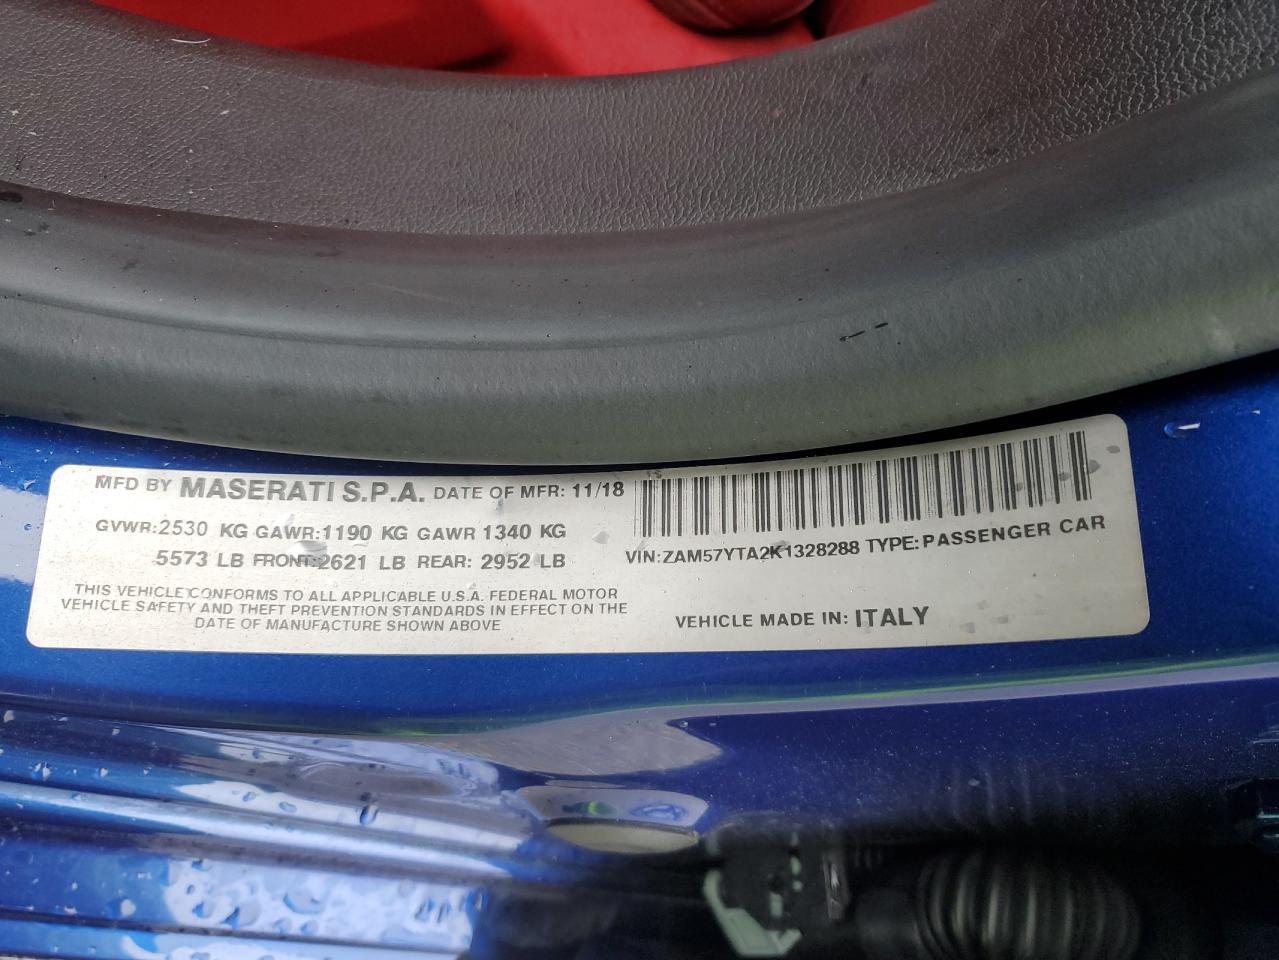 MFD BY MASERATI S.P.A. DATE OF MFR: 11/18
GVWR:2530 KG GAWR:1190 KG GAWR 1340 KG
5573 LB FRONT:2621 LB REAR: 2952 LB
THIS VEHICLE CONFORMS TO ALL APPLICABLE U.S.A. FEDERAL MOTOR
VEHICLE SAFETY AND THEFT PREVENTION STANDARDS IN EFFECT ON THE
DATE OF MANUFACTURE SHOWN ABOVE
VIN:ZAM57YTA2K1328288 TYPE:PASSENGER CAR
VEHICLE MADE IN: ITALY